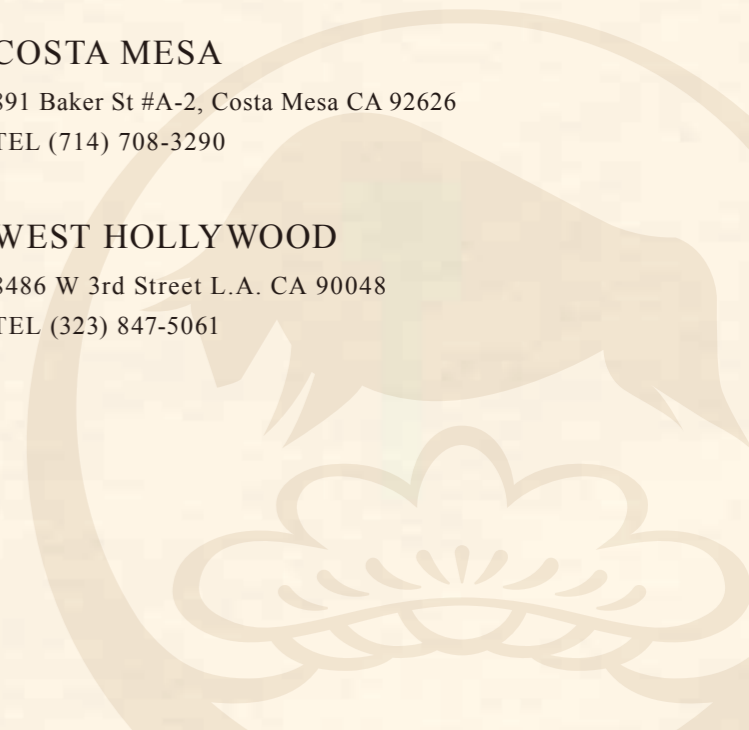 COSTA MESA
891 Baker St #A-2, Costa Mesa CA 92626
TEL (714) 708-3290
WEST HOLLYWOOD
8486 W 3rd Street L.A. CA 90048
TEL (323) 847-5061